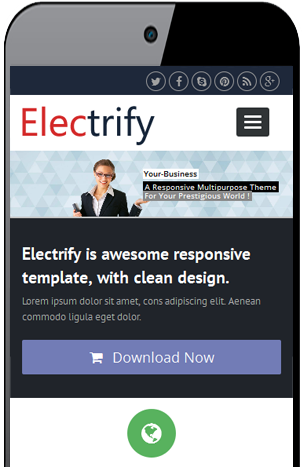 Electrify
Your-Business
A Responsive Multipurpose Theme
For Your Prestigious World !
Electrify is awesome responsive
template, with clean design.
Lorem ipsum dolor sit amet, cons adipiscing elit. Aenean
commodo ligula eget dolor.
Download Now